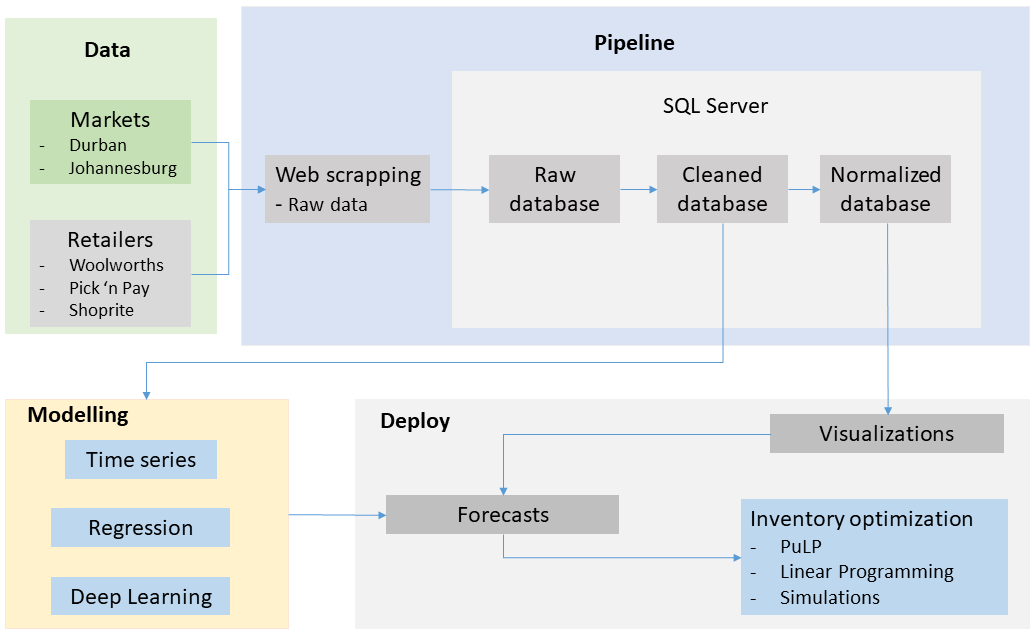 Data
Markets
- Durban
- Johannesburg
Retailers
- Woolworths
- Pick ‘n Pay
- Shoprite
Pipeline
Web scrapping
- Raw data
SQL Server
Raw
database
Cleaned
database
Normalized
database
Modelling
Time series
Regression
Deep Learning
Deploy
Visualizations
Forecasts
Inventory optimization
- PuLP
- Linear Programming
- Simulations